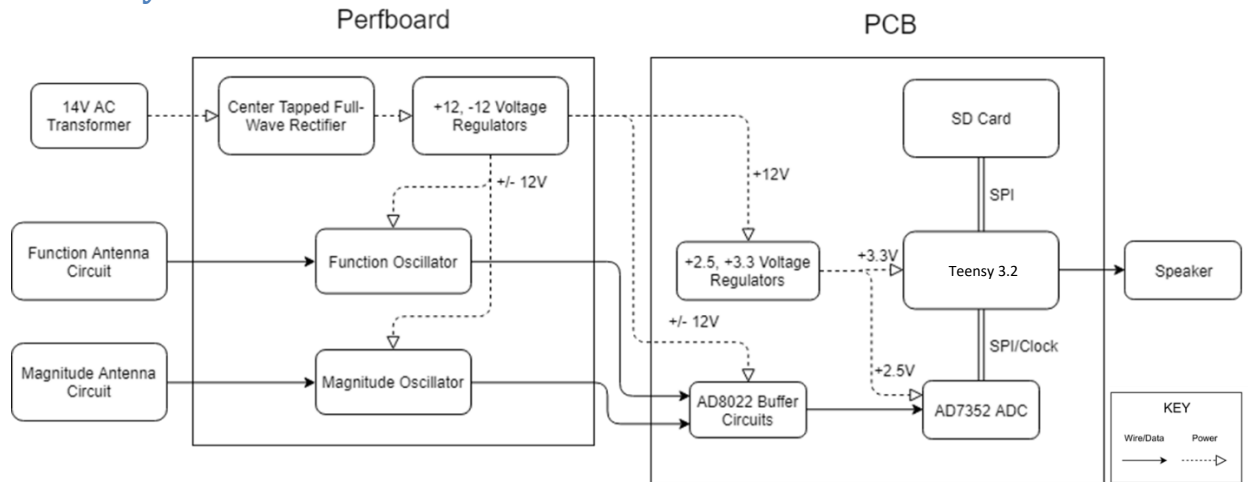 Perfboard
PCB
14V AC
Transformer
Center Tapped Full-
Wave Rectifier
+12, -12 Voltage
Regulators
SD Card
+/- 12V
+12V
SPI
Function Antenna
Circuit
Function Oscillator
+2.5, +3.3 Voltage
Regulators
+3.3V
Teensy 3.2
Speaker
+/- 12V
SPI/Clock
Magnitude Antenna
Circuit
Magnitude Oscillator
+2.5V
AD8022 Buffer
Circuits
AD7352 ADC
KEY
Wire/Data
Power